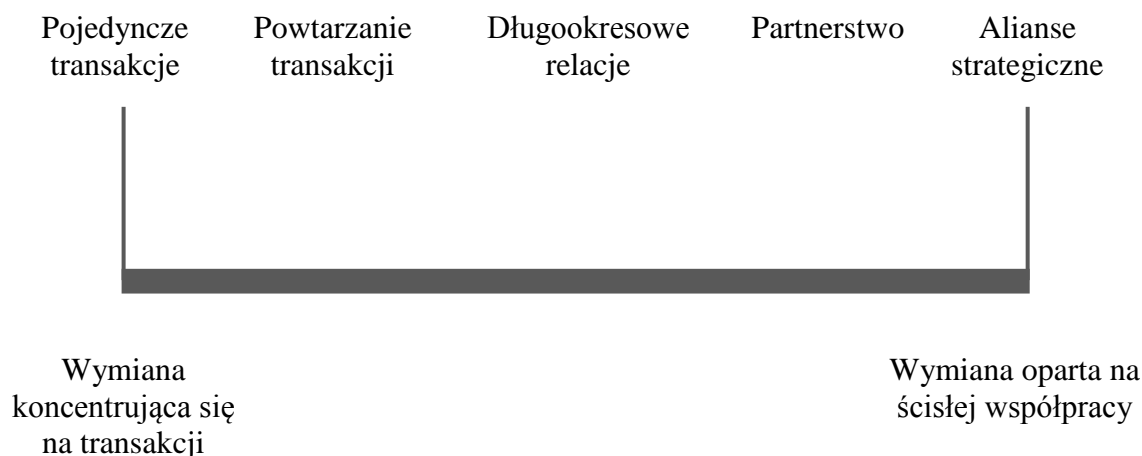 Pojedyncze
transakcje
Powtarzanie
transakcji
Długookresowe
relacje
Partnerstwo
Alianse
strategiczne
Wymiana
koncentrująca się
na transakcji
Wymiana oparta na
ścisłej współpracy